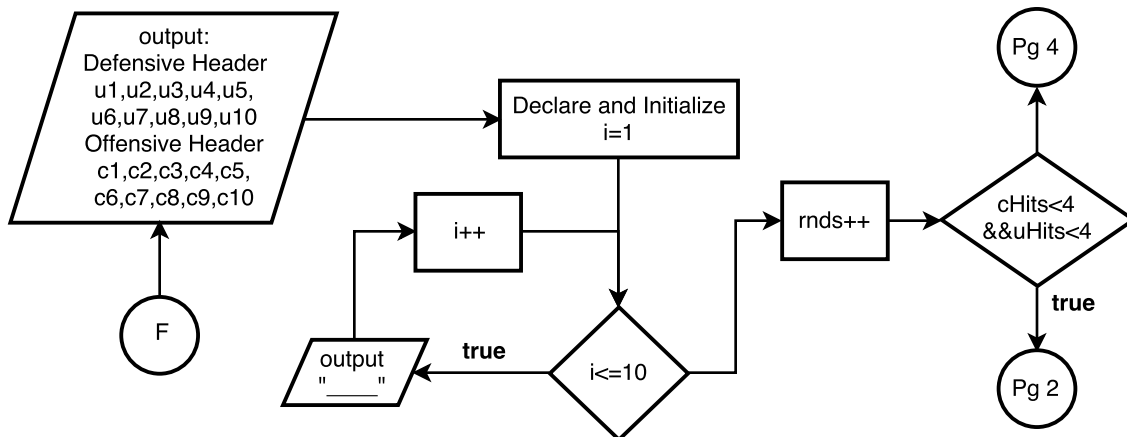 output:
Defensive Header
u1,u2,u3,u4,u5,
u6,u7,u8,u9,u10
Offensive Header
c1,c2,c3,c4,c5,
c6,c7,c8,c9,c10
F
Declare and Initialize
i=1
i++
output
"____"
true
i<=10
rnds++
Pg 4
cHits<4
&&uHits<4
true
Pg 2